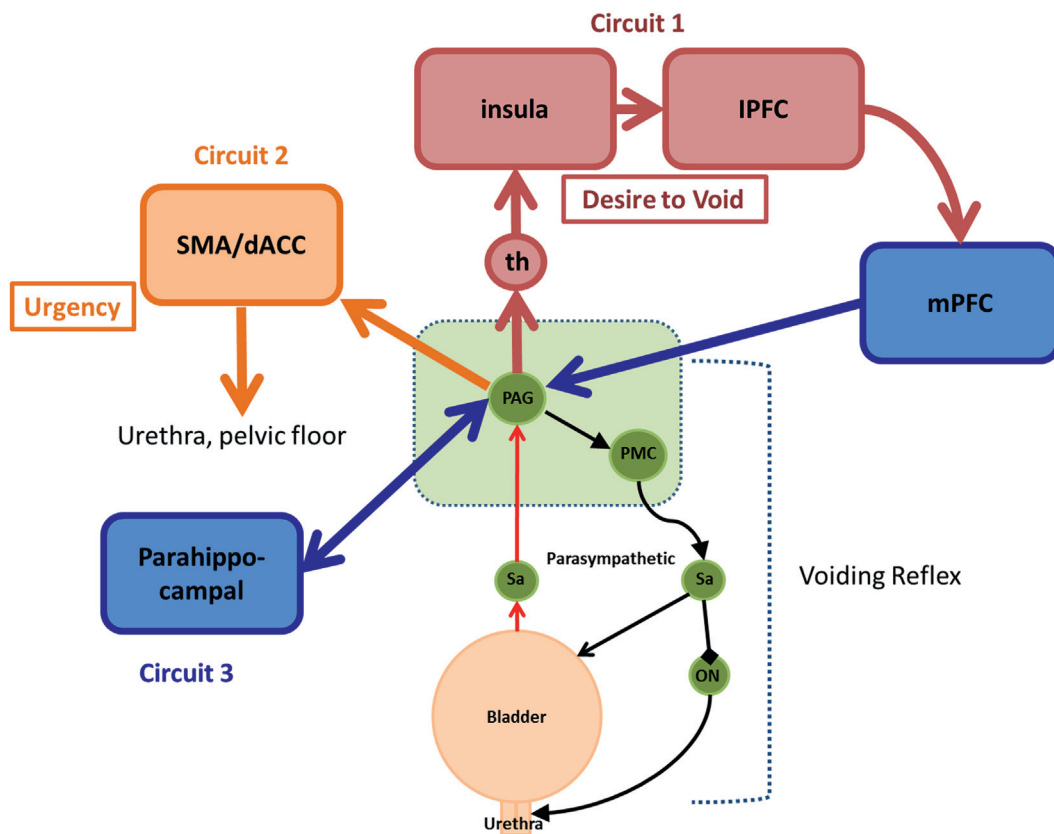 Circuit 1
insula
lPFC
Circuit 2
Desire to Void
SMA/dACC
th
Urgency
mPFC
PAG
Urethra, pelvic floor
PMC
Parahippo-
campal
Parasympathetic
Sa
Sa
Voiding Reflex
Circuit 3
ON
Bladder
Urethra